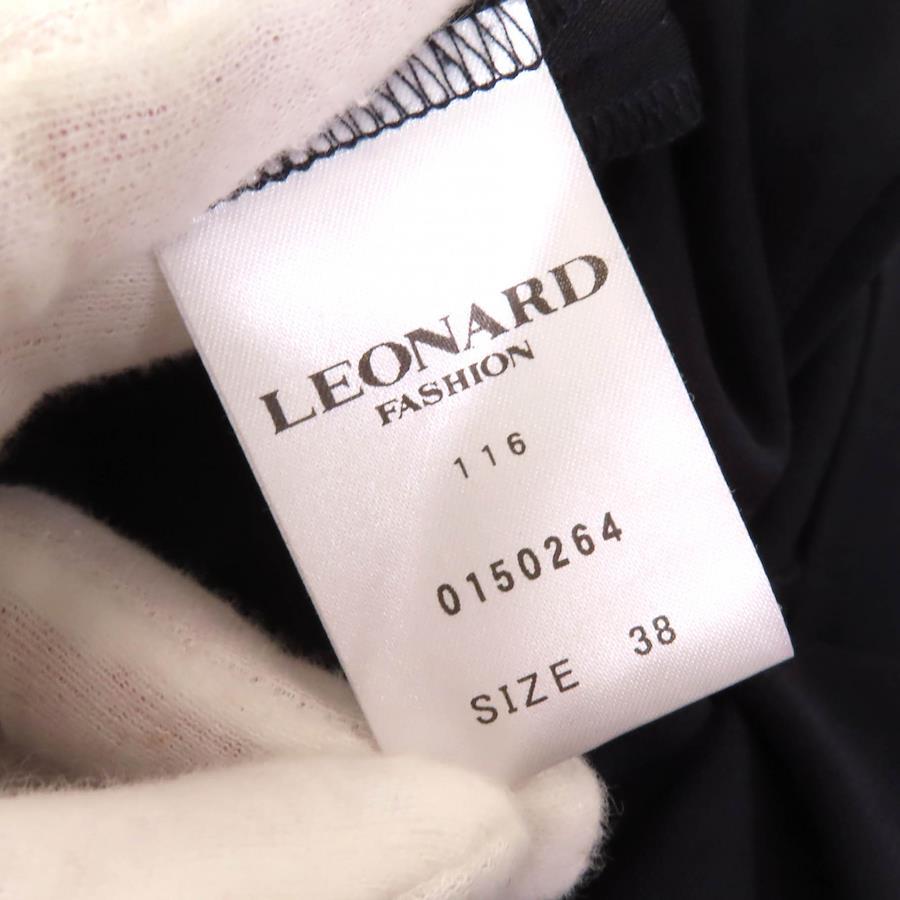 LEONARD
FASHION
116
0150264
SIZE 38